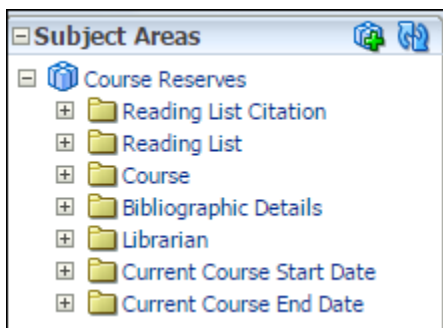 Subject Areas
Course Reserves
Reading List Citation
Reading List
Course
Bibliographic Details
Librarian
Current Course Start Date
Current Course End Date